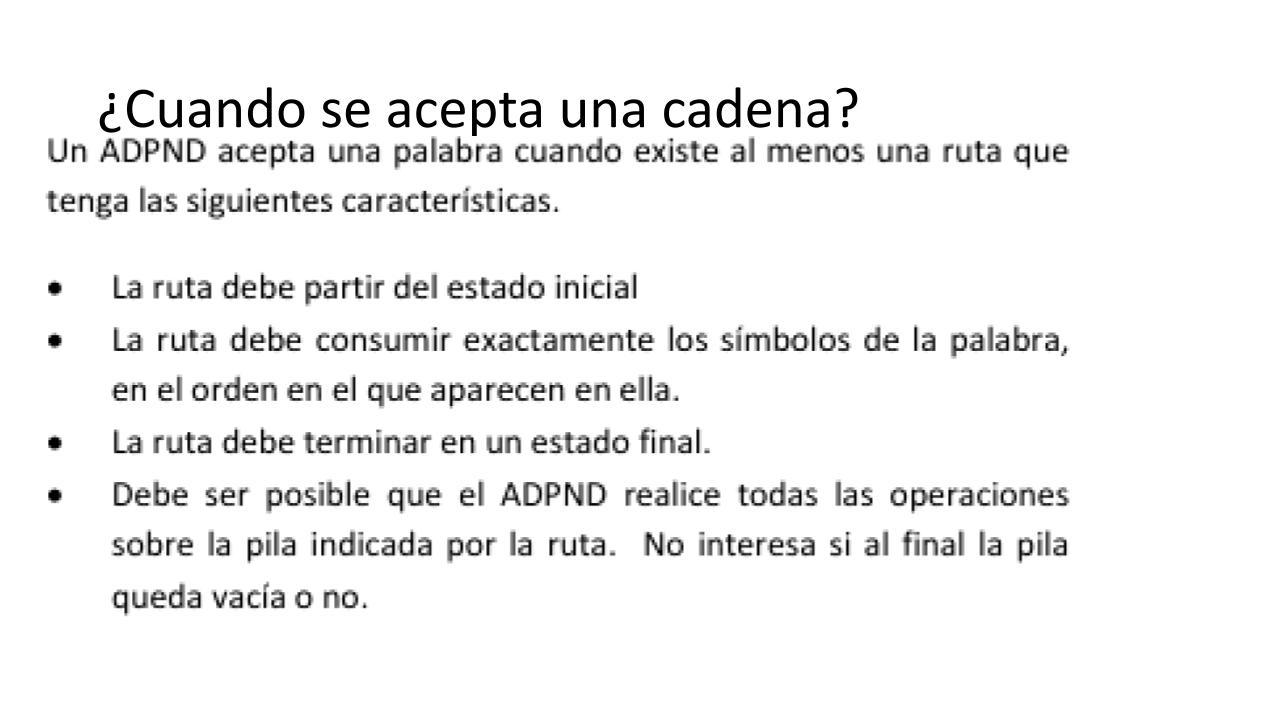 ¿Cuando se acepta una cadena?
Un ADPND acepta una palabra cuando existe al menos una ruta que
tenga las siguientes características.
• La ruta debe partir del estado inicial
• La ruta debe consumir exactamente los símbolos de la palabra,
en el orden en el que aparecen en ella.
• La ruta debe terminar en un estado final.
• Debe ser posible que el ADPND realice todas las operaciones
sobre la pila indicada por la ruta. No interesa si al final la pila
queda vacía o no.